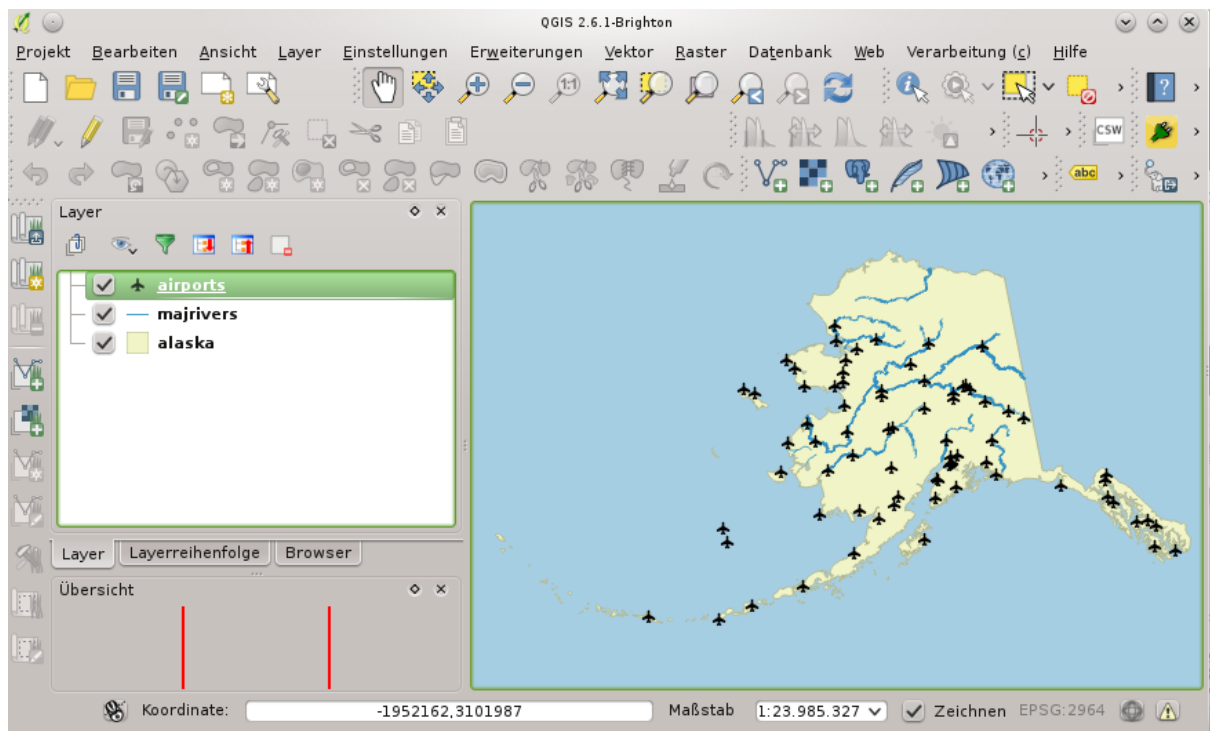 QGIS 2.6.1-Brighton
Projekt Bearbeiten Ansicht Layer Einstellungen Erweiterungen Vektor Raster Datenbank Web Verarbeitung (c) Hilfe
1:1
?
CSW
abc
Layer
airports
majrivers
alaska
Layer Layerreihenfolge Browser
Übersicht
Koordinate: -1952162,3101987 Maßstab 1:23.985.327 Zeichnen EPSG:2964